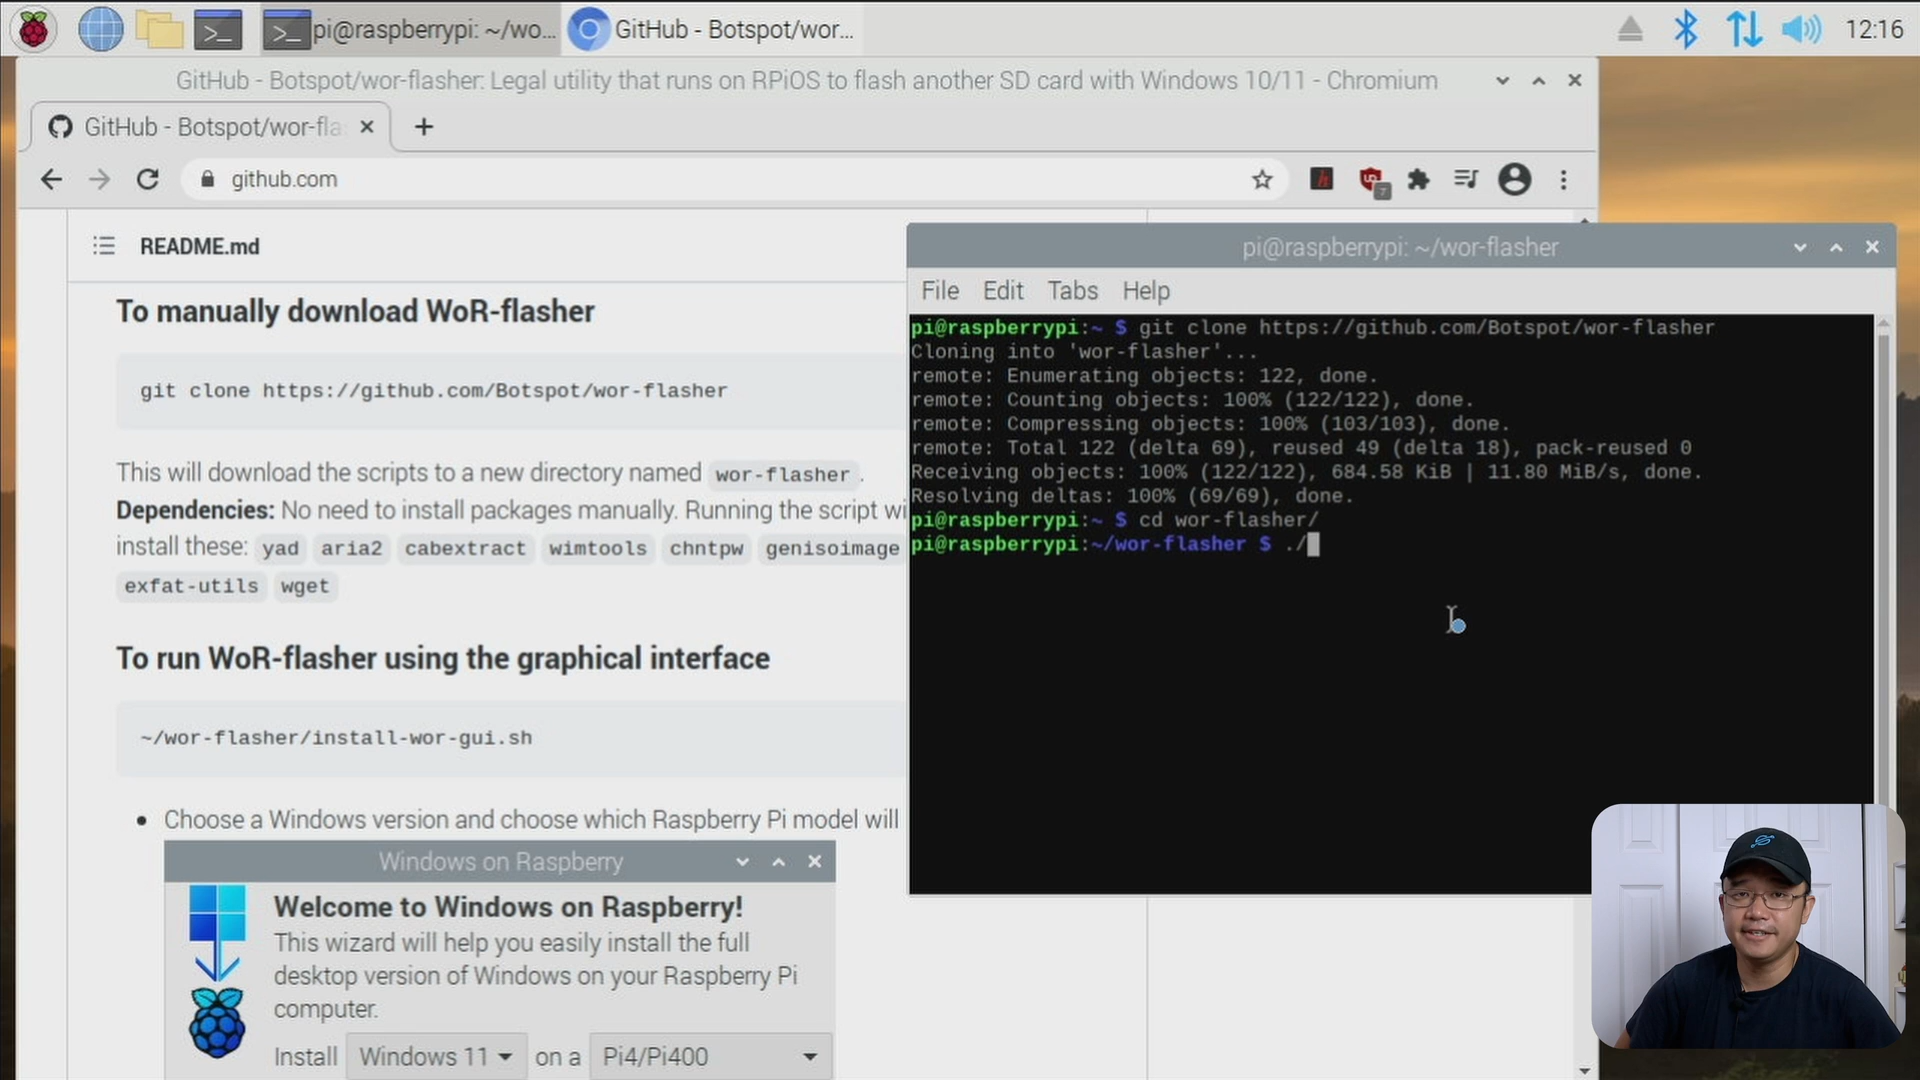 pi@raspberrypi: ~/wo...
GitHub - Botspot/wor...
12:16
GitHub - Botspot/wor-flasher: Legal utility that runs on RPiOS to flash another SD card with Windows 10/11 - Chromium
GitHub - Botspot/wor-fla
github.com
7
README.md
To manually download WoR-flasher
git clone https://github.com/Botspot/wor-flasher
This will download the scripts to a new directory named wor-flasher.
Dependencies: No need to install packages manually. Running the script wi
install these: yad aria2 cabextract wimtools chntpw genisoimage
exfat-utils wget
To run WoR-flasher using the graphical interface
~/wor-flasher/install-wor-gui.sh
• Choose a Windows version and choose which Raspberry Pi model will
Windows on Raspberry
Welcome to Windows on Raspberry!
This wizard will help you easily install the full
desktop version of Windows on your Raspberry Pi
computer.
Install Windows 11 on a Pi4/Pi400
pi@raspberrypi: ~/wor-flasher
File Edit Tabs Help
pi@raspberrypi:~ $ git clone https://github.com/Botspot/wor-flasher
Cloning into 'wor-flasher'...
remote: Enumerating objects: 122, done.
remote: Counting objects: 100% (122/122), done.
remote: Compressing objects: 100% (103/103), done.
remote: Total 122 (delta 69), reused 49 (delta 18), pack-reused 0
Receiving objects: 100% (122/122), 684.58 KiB | 11.80 MiB/s, done.
Resolving deltas: 100% (69/69), done.
pi@raspberrypi:~ $ cd wor-flasher/
pi@raspberrypi:~/wor-flasher $ ./